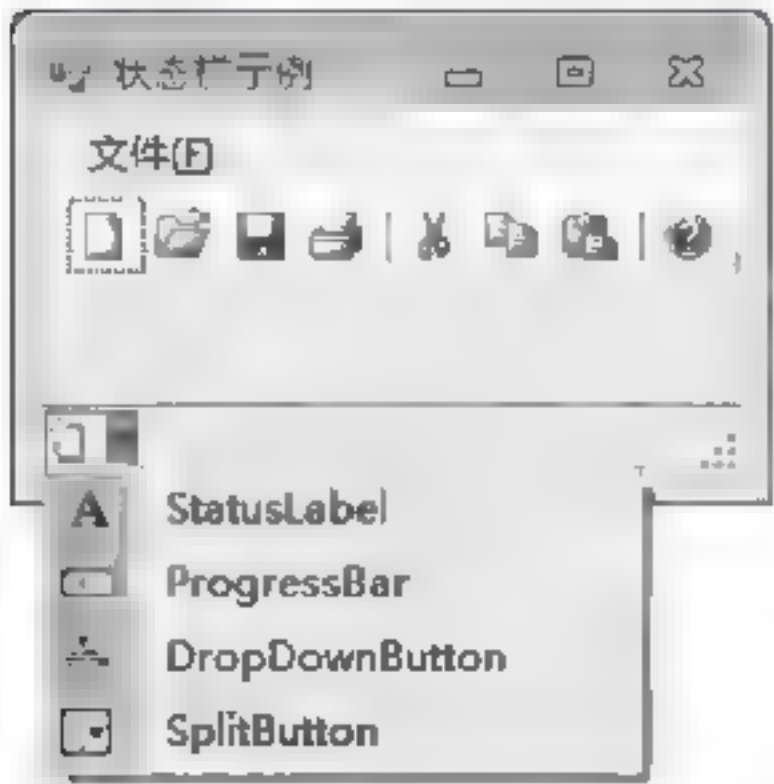 状态栏示例
文件(F)
A StatusLabel
ProgressBar
DropDownButton
SplitButton